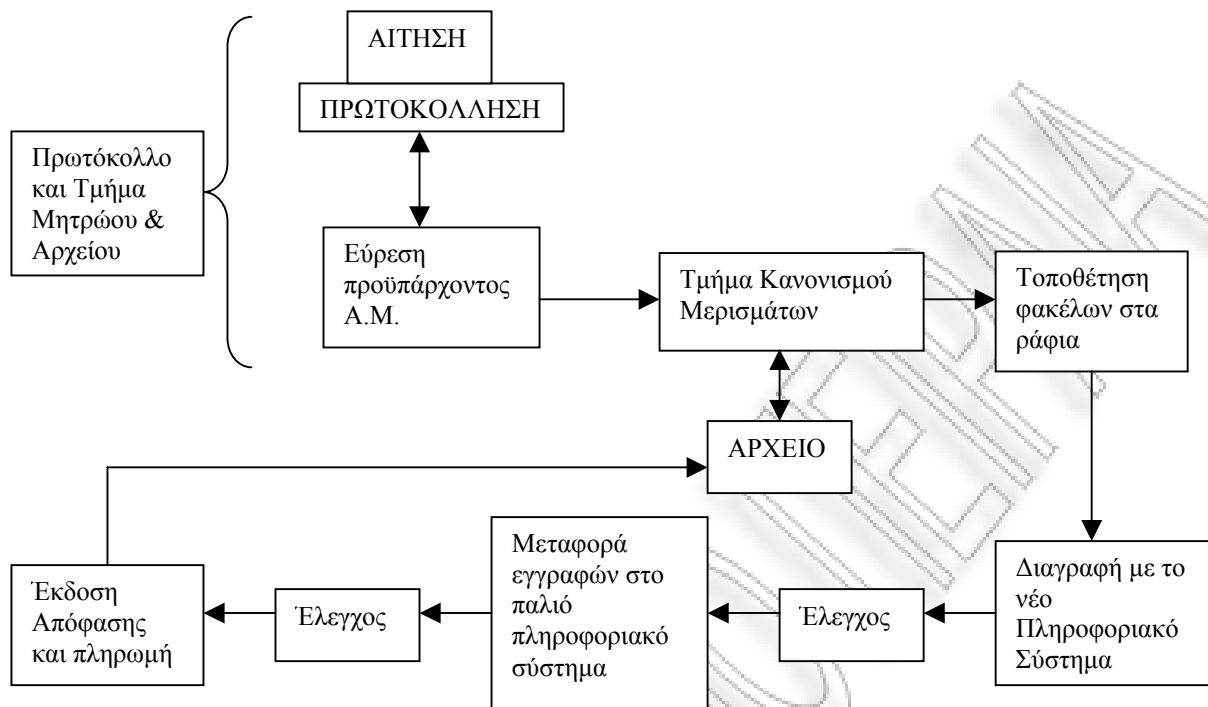 ΑΙΤΗΣΗ
ΠΡΩΤΟΚΟΛΛΗΣΗ
Πρωτόκολλο
και Τμήμα
Μητρώου &
Αρχείου
Εύρεση
προϋπάρχοντος
Α.Μ.
Τμήμα Κανονισμού
Μερισμάτων
Τοποθέτηση
φακέλων στα
ράφια
ΑΡΧΕΙΟ
Έκδοση
Απόφασης
και πληρωμή
Έλεγχος
Μεταφορά
εγγραφών στο
παλιό
πληροφοριακό
σύστημα
Έλεγχος
Διαγραφή με το
νέο
Πληροφοριακό
Σύστημα